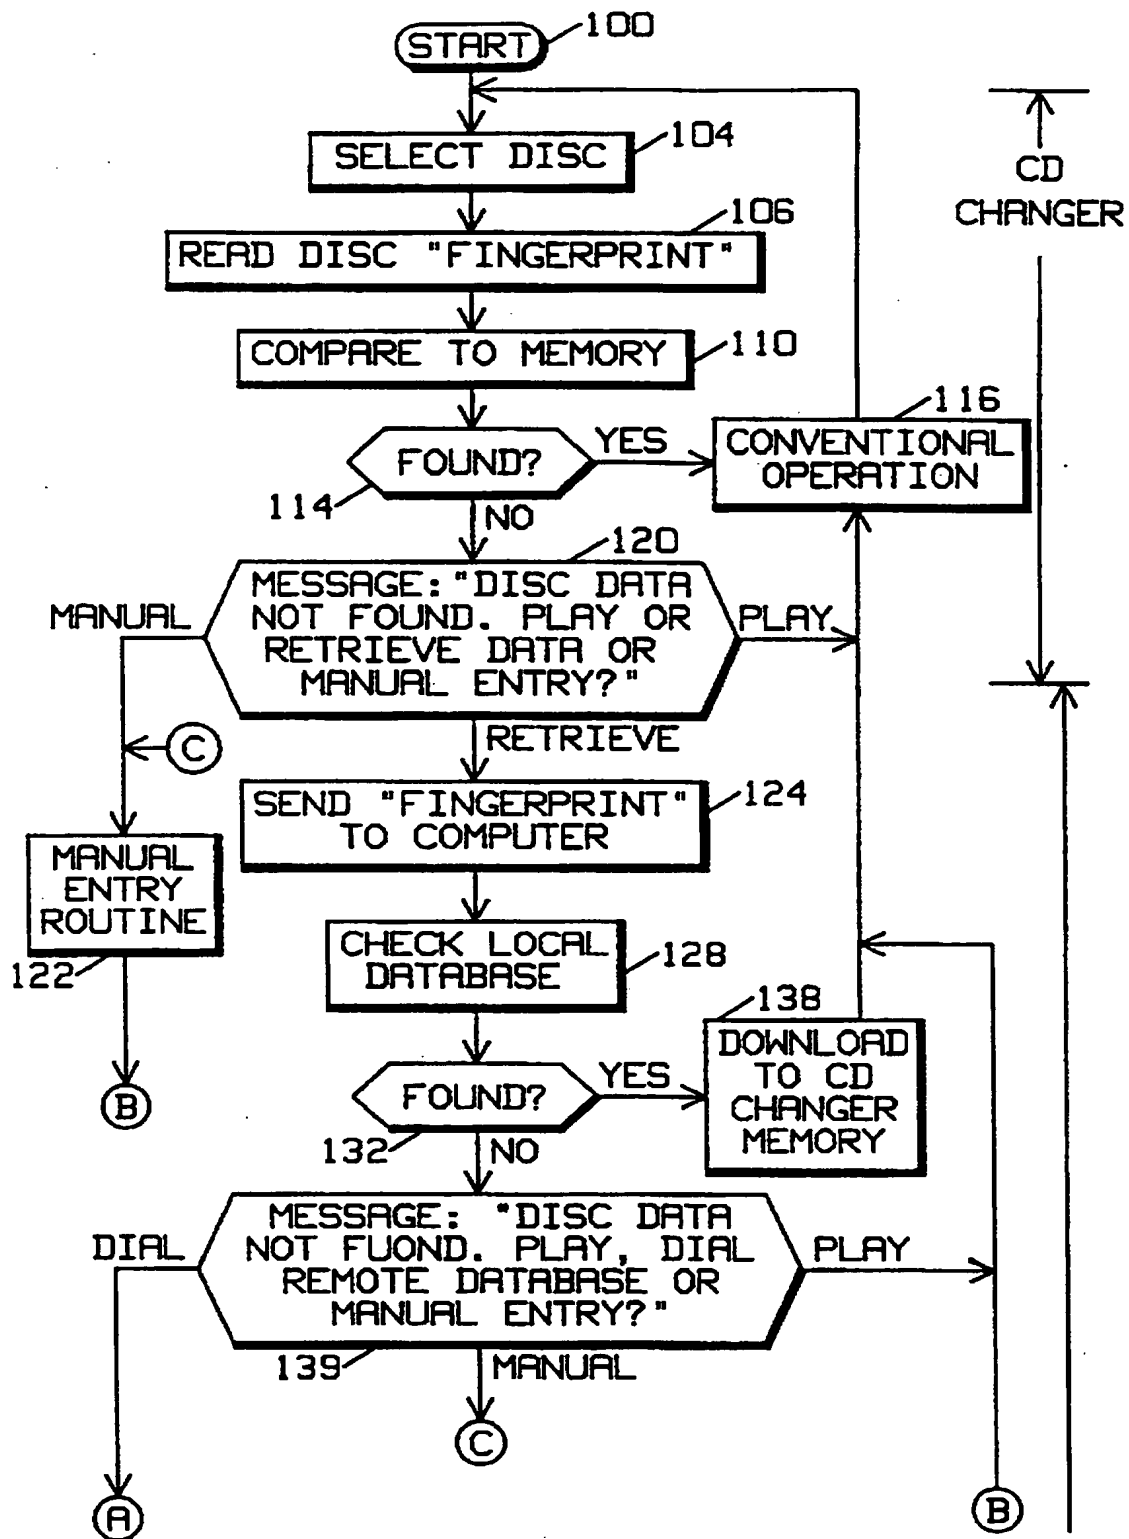 START
100
SELECT DISC
104
CD
CHANGER
106
READ DISC "FINGERPRINT"
COMPARE TO MEMORY
110
116
FOUND?
YES
CONVENTIONAL
OPERATION
114
NO
120
MESSAGE: "DISC DATA
NOT FOUND. PLAY OR
RETRIEVE DATA OR
MANUAL ENTRY?"
MANUAL
PLAY
RETRIEVE
C
SEND "FINGERPRINT"
TO COMPUTER
124
MANUAL
ENTRY
ROUTINE
122
CHECK LOCAL
DATABASE
128
138
DOWNLOAD
TO CD
CHANGER
MEMORY
FOUND?
YES
B
132
NO
MESSAGE: "DISC DATA
NOT FUOND. PLAY, DIAL
REMOTE DATABASE OR
MANUAL ENTRY?"
DIAL
PLAY
139
MANUAL
C
A
B